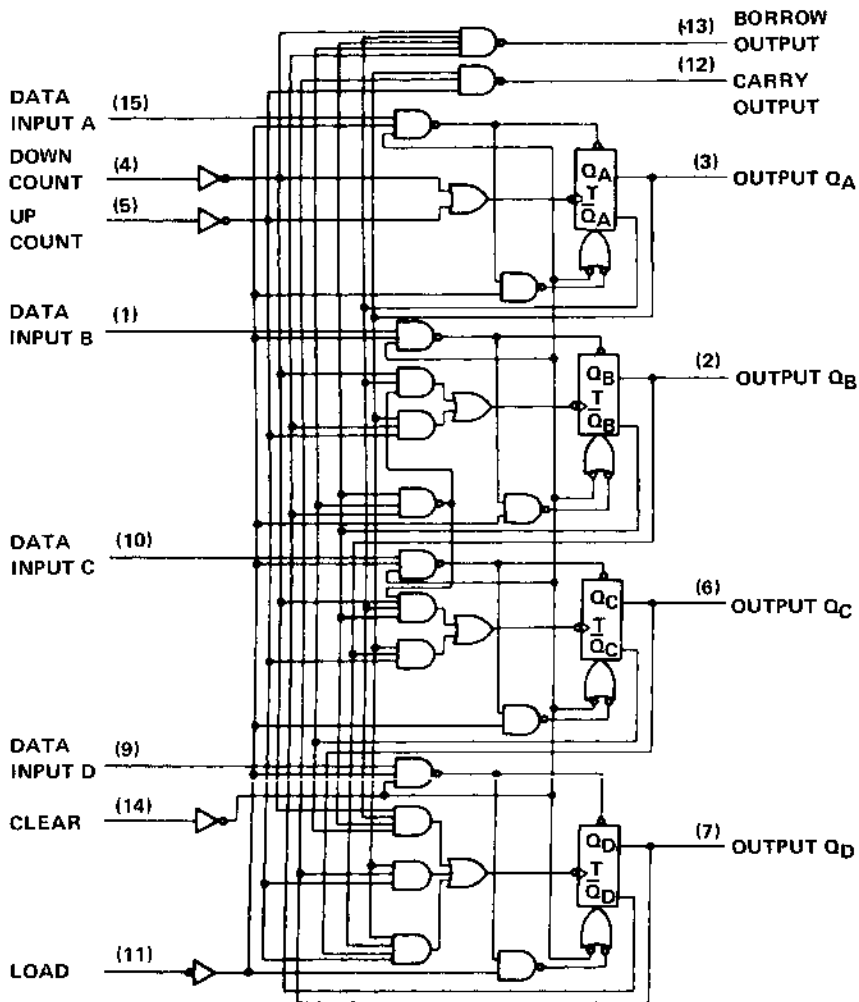 BORROW
(13) OUTPUT
(12) CARRY
OUTPUT
DATA
INPUT A (15)
DOWN
COUNT (4)
UP
COUNT (5)
QA
T
QA
(3) OUTPUT QA
DATA
INPUT B (1)
QB
T
QB
(2) OUTPUT QB
DATA
INPUT C (10)
QC
T
QC
(6) OUTPUT QC
DATA
INPUT D (9)
CLEAR (14)
QD
T
QD
(7) OUTPUT QD
LOAD (11)